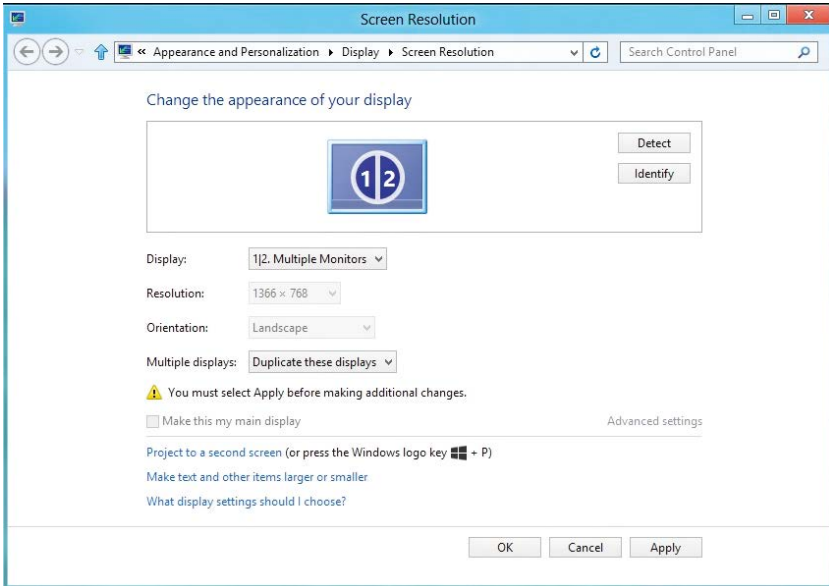 Screen Resolution
« Appearance and Personalization ▸ Display ▸ Screen Resolution
Search Control Panel
Change the appearance of your display
1|2
Detect
Identify
Display: 1|2. Multiple Monitors
Resolution: 1366 × 768
Orientation: Landscape
Multiple displays: Duplicate these displays
You must select Apply before making additional changes.
Make this my main display Advanced settings
Project to a second screen (or press the Windows logo key + P)
Make text and other items larger or smaller
What display settings should I choose?
OK Cancel Apply